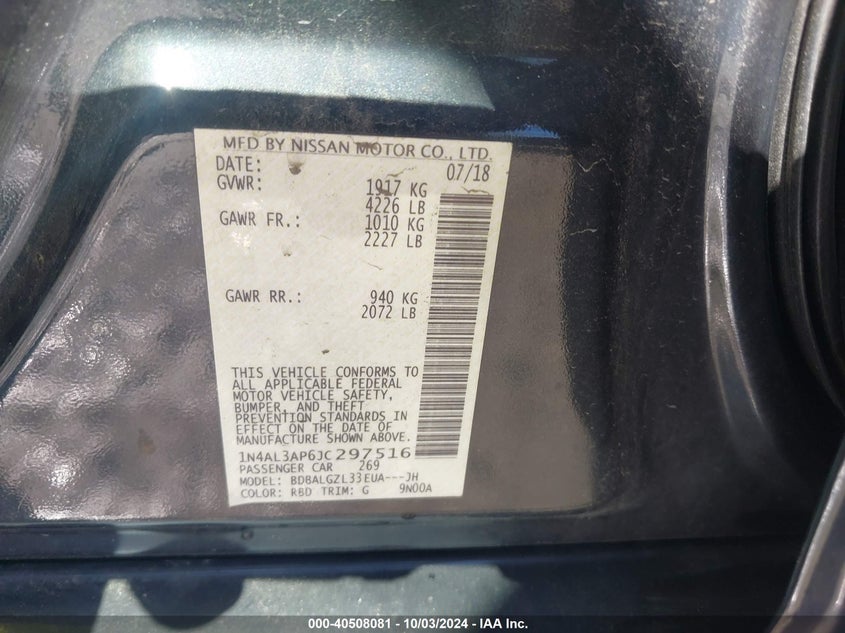 MFD BY NISSAN MOTOR CO., LTD.
DATE: 07/18
GVWR: 1917 KG
4226 LB
GAWR FR.: 1010 KG
2227 LB
GAWR RR.: 940 KG
2072 LB
THIS VEHICLE CONFORMS TO
ALL APPLICABLE FEDERAL
MOTOR VEHICLE SAFETY,
BUMPER, AND THEFT
PREVENTION STANDARDS IN
EFFECT ON THE DATE OF
MANUFACTURE SHOWN ABOVE.
1N4AL3AP6JC297516
PASSENGER CAR 269
MODEL: BDBALGZL33EUA---JH
COLOR: RBD TRIM: G 9N00A
000-40508081 - 10/03/2024 - IAA Inc.